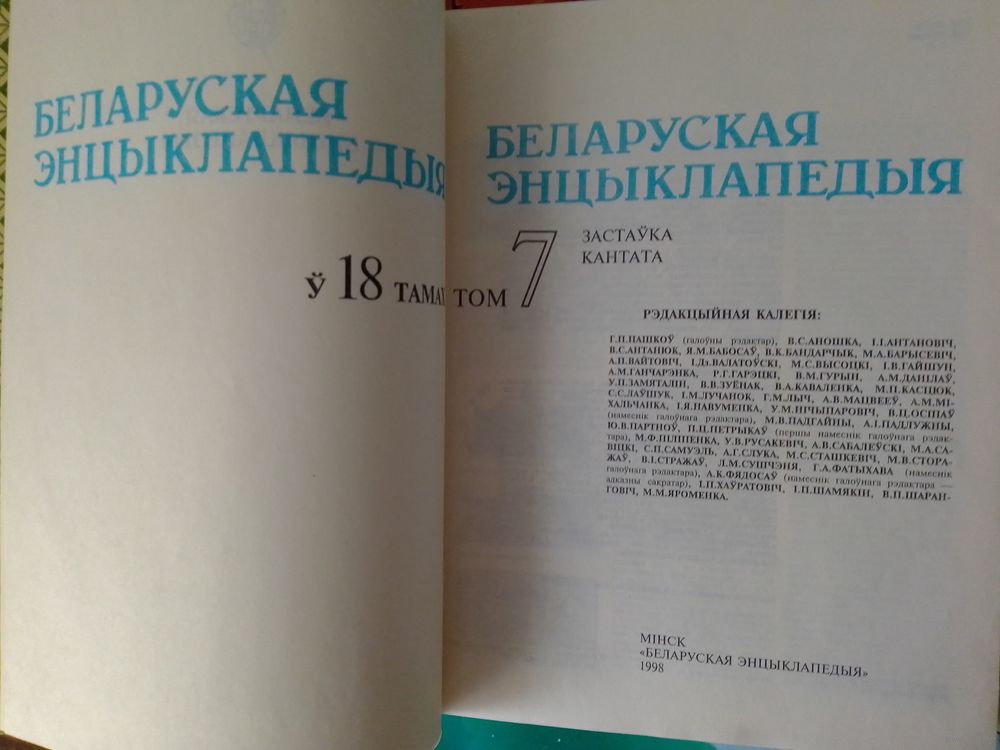 БЕЛАРУСКАЯ
ЭНЦЫКЛАПЕДЫЯ
Ў 18 ТАМАХ
БЕЛАРУСКАЯ
ЭНЦЫКЛАПЕДЫЯ
ТОМ 7
ЗАСТАЎКА
КАНТАТА
РЭДАКЦЫЙНАЯ КАЛЕГІЯ:
Г.П.ПАШКОЎ (галоўны рэдактар), В.С.АНОШКА, І.І.АНТАНОВІЧ,
В.С.АНТАНЮК, Я.М.БАБОСАЎ, В.К.БАНДАРЧЫК, М.А.БАРЫСЕВІЧ,
А.П.ВАЙТОВІЧ, І.Дз.ВАЛАТОЎСКІ, М.С.ВЫСОЦКІ, І.В.ГАЙШУН,
А.М.ГАНЧАРЭНКА, Р.Г.ГАРЭЦКІ, В.М.ГУРЫН, А.М.ДАНІЛАЎ,
У.П.ЗАМЯТАЛІН, В.В.ЗУЁНАК, В.А.КАВАЛЕНКА, М.П.КАСЦЮК,
С.С.ЛАЎШУК, І.М.ЛУЧАНОК, Г.М.ЛЫЧ, А.В.МАЦВЕЕЎ, А.М.МІ-
ХАЛЬЧАНКА, І.Я.НАВУМЕНКА, У.М.НІЧЫПАРОВІЧ, В.Ц.ОСІПАЎ
(намеснік галоўнага рэдактара), М.В.ПАДГАЙНЫ, А.І.ПАДЛУЖНЫ,
Ю.В.ПАРТНОЎ, П.Ц.ПЕТРЫКАЎ (першы намеснік галоўнага рэдак-
тара), М.Ф.ПІЛІПЕНКА, У.В.РУСАКЕВІЧ, А.В.САБАЛЕЎСКІ, М.А.СА-
ВІЦКІ, С.П.САМУЭЛЬ, А.Г.СЛУКА, М.С.СТАШКЕВІЧ, М.В.СТОРА-
ЖАЎ, В.І.СТРАЖАЎ, Л.М.СУШЧЭНЯ, Г.А.ФАТЫХАВА (намеснік
галоўнага рэдактара), А.К.ФЯДОСАЎ (намеснік галоўнага рэдактара —
адказны сакратар), І.П.ХАЎРАТОВІЧ, І.П.ШАМЯКІН, В.П.ШАРАН-
ГОВІЧ, М.М.ЯРОМЕНКА.
МІНСК
«БЕЛАРУСКАЯ ЭНЦЫКЛАПЕДЫЯ»
1998